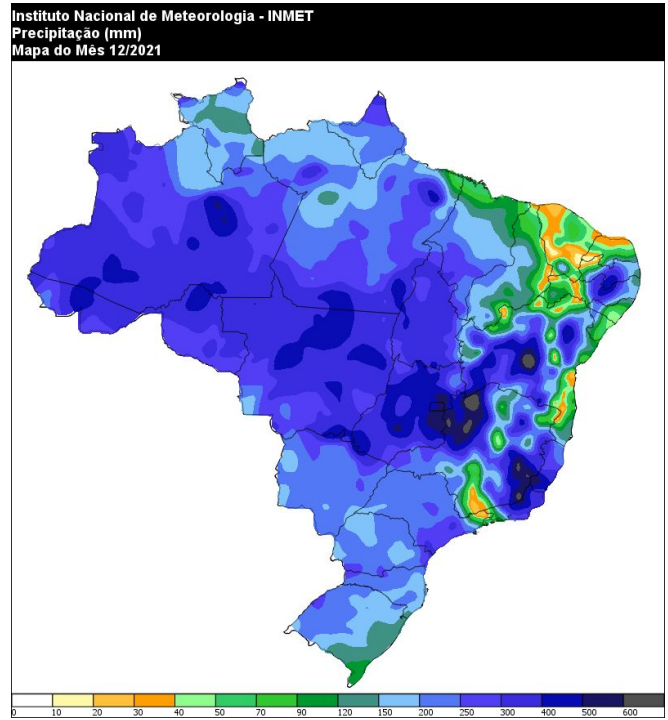 Instituto Nacional de Meteorologia - INMET
Precipitação (mm)
Mapa do Mês 12/2021
0 10 20 30 40 50 70 90 120 150 200 250 300 400 500 600